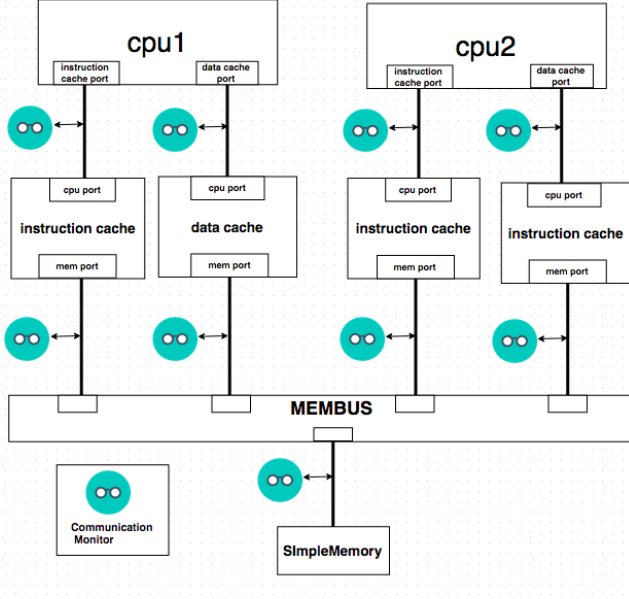 cpu1
cpu2
instruction
cache port
data cache
port
instruction
cache port
data cache
port
cpu port
cpu port
cpu port
cpu port
instruction cache
data cache
instruction cache
instruction cache
mem port
mem port
mem port
mem port
MEMBUS
Communication
Monitor
SImpleMemory